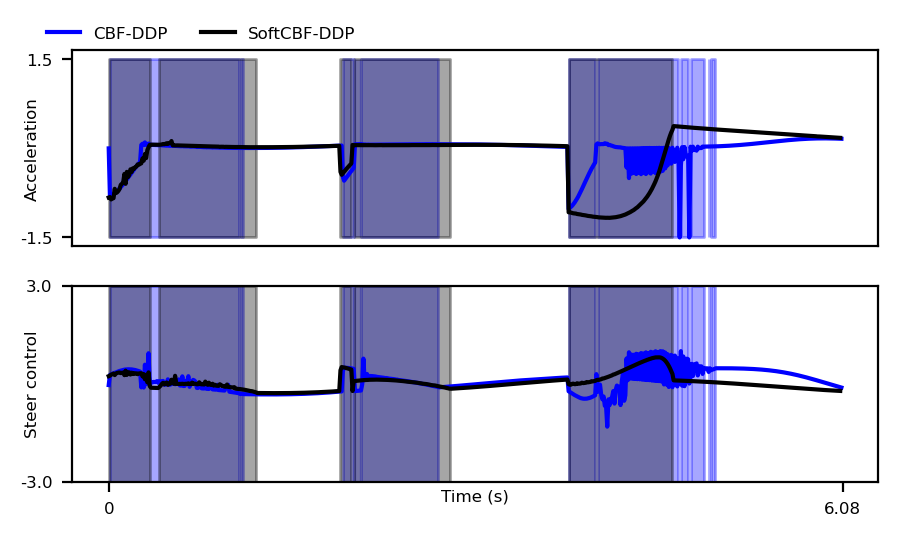 CBF-DDP SoftCBF-DDP
1.5
Acceleration
-1.5
3.0
Steer control
-3.0
0 Time (s) 6.08